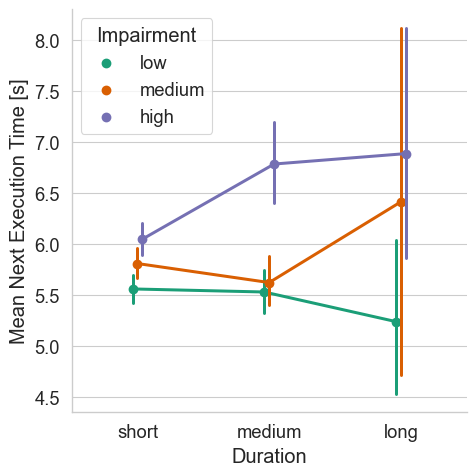 Impairment
low
medium
high
8.0
7.5
7.0
6.5
6.0
5.5
5.0
4.5
Mean Next Execution Time [s]
short medium long
Duration